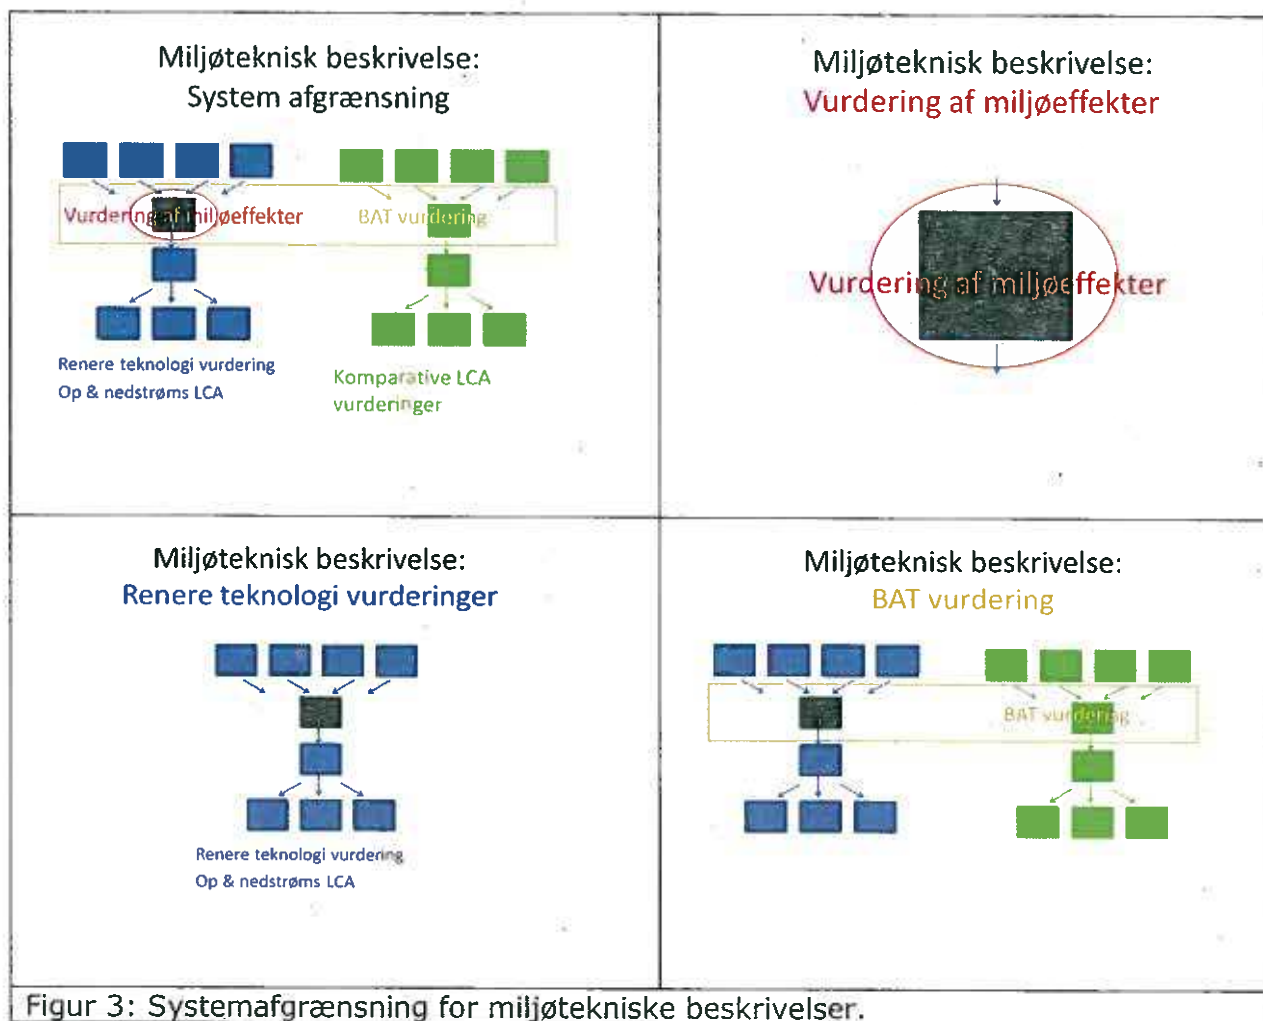 Miljøteknisk beskrivelse:
System afgrænsning
Vurdering af miljøeffekter
BAT vurdering
Renere teknologi vurdering
Op & nedstrøms LCA
Komparative LCA
vurderinger
Miljøteknisk beskrivelse:
Vurdering af miljøeffekter
Vurdering af miljøeffekter
Miljøteknisk beskrivelse:
Renere teknologi vurderinger
Renere teknologi vurdering
Op & nedstrøms LCA
Miljøteknisk beskrivelse:
BAT vurdering
BAT vurdering
Figur 3: Systemafgrænsning for miljøtekniske beskrivelser.